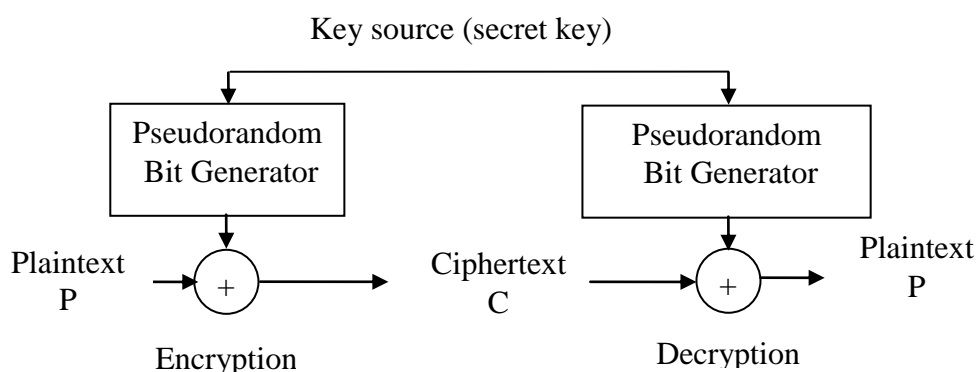 Key source (secret key)
Pseudorandom
Bit Generator
Pseudorandom
Bit Generator
Plaintext
P
+
Ciphertext
C
+
Plaintext
P
Encryption
Decryption